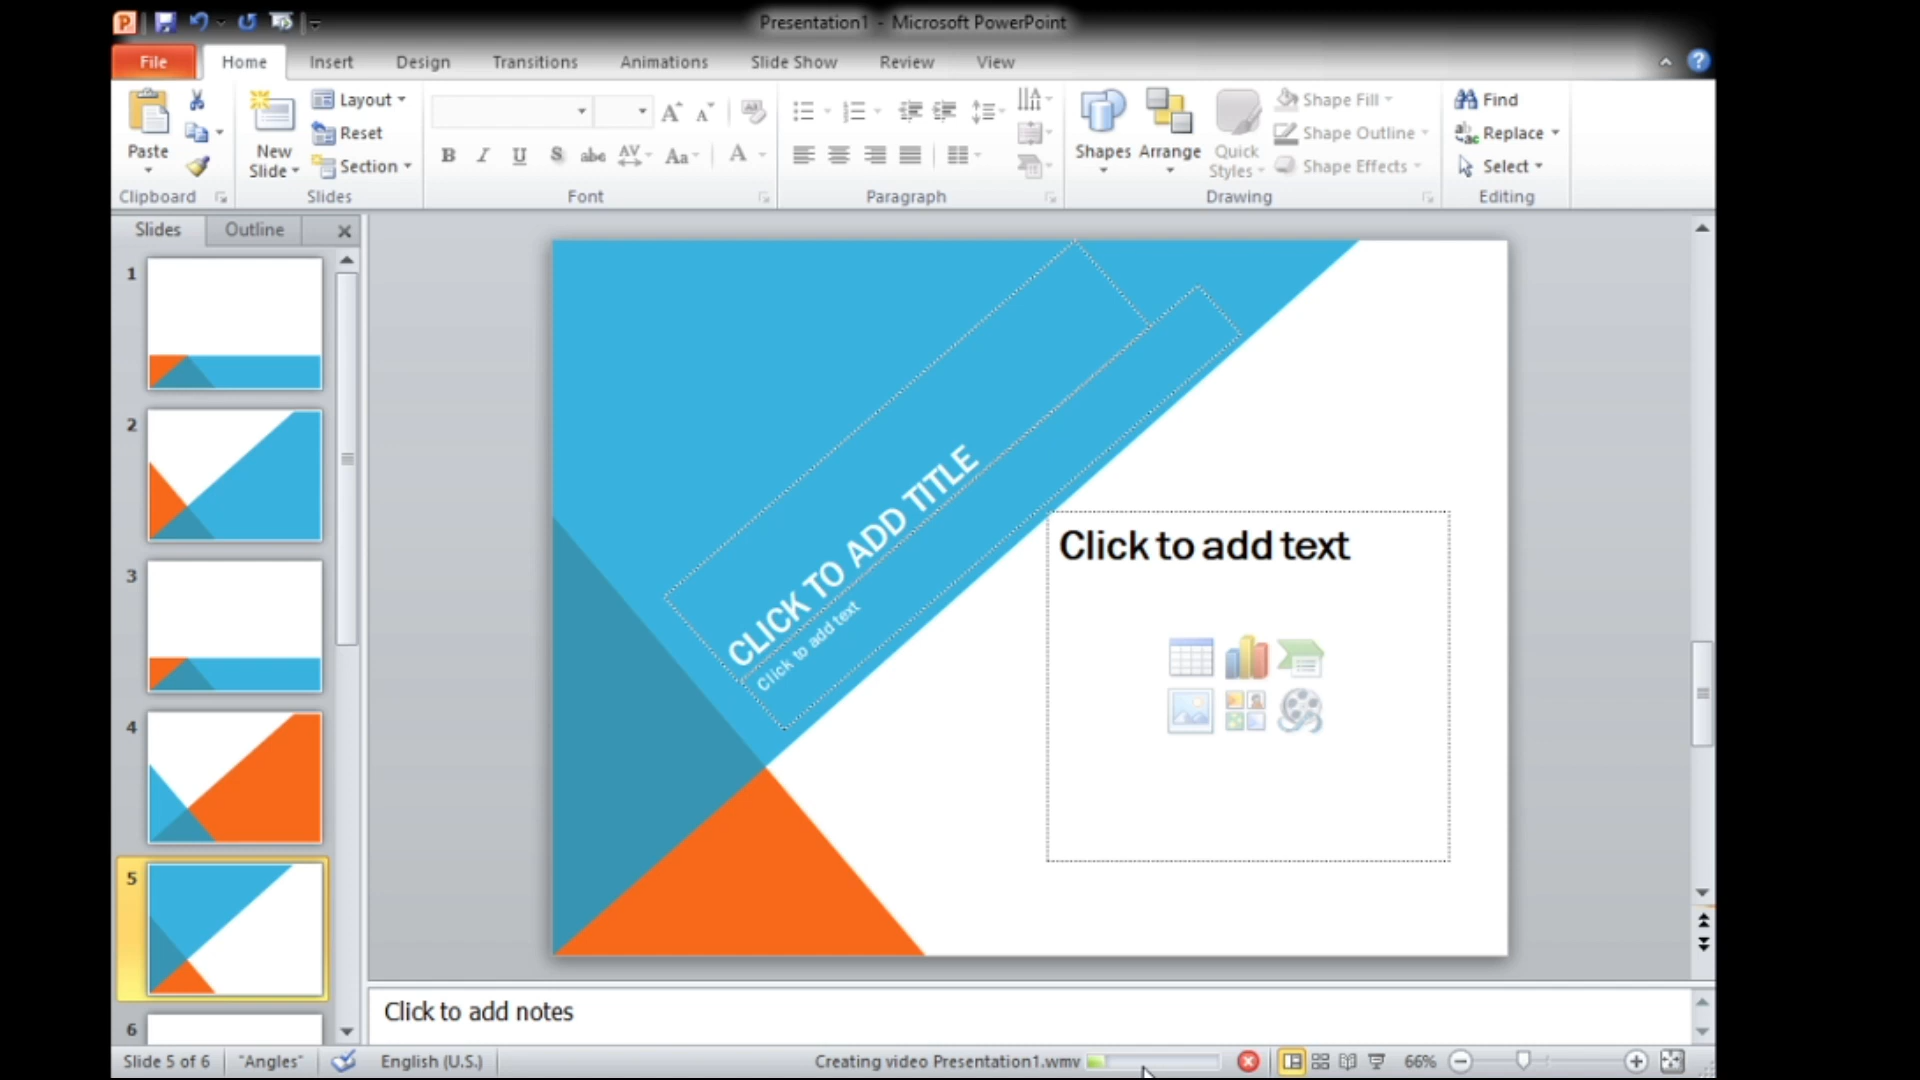 Presentation1 - Microsoft PowerPoint
File Home Insert Design Transitions Animations Slide Show Review View
Paste
New Slide
Layout
Reset
Section
B I U S abc AV Aa A
Shapes Arrange Quick Styles
Shape Fill
Shape Outline
Shape Effects
Find
Replace
Select
Clipboard Slides Font Paragraph Drawing Editing
Slides Outline
1
2
3
4
5
6
CLICK TO ADD TITLE
Click to add text
Click to add text
Click to add notes
Slide 5 of 6 "Angles" English (U.S.) Creating video Presentation1.wmv 66%